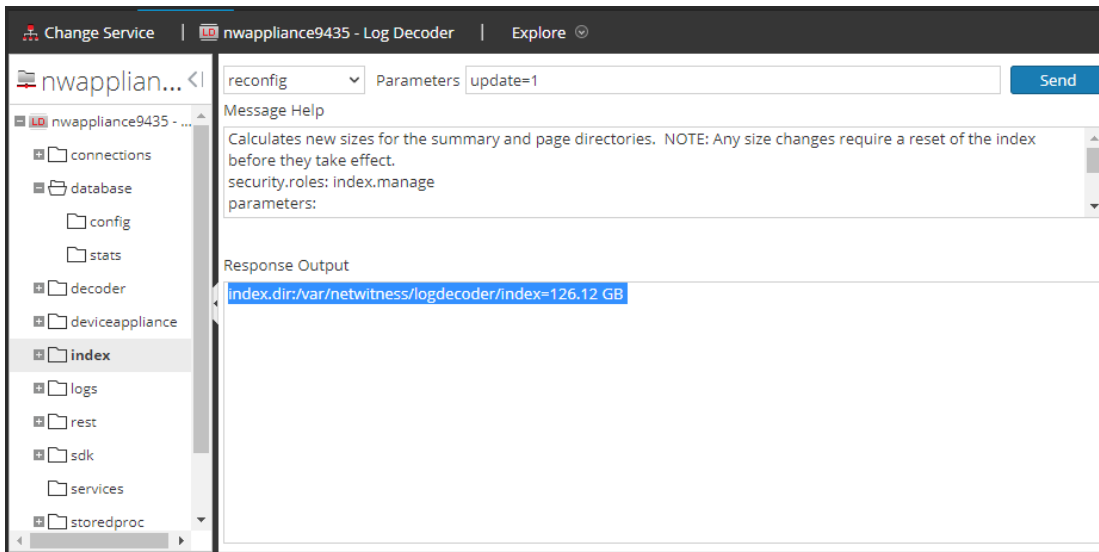 Change Service
LD nwappliance9435 - Log Decoder
Explore
nwapplian...
LD nwappliance9435 - ...
connections
database
config
stats
decoder
deviceappliance
index
logs
rest
sdk
services
storedproc
reconfig
Parameters
update=1
Send
Message Help
Calculates new sizes for the summary and page directories. NOTE: Any size changes require a reset of the index
before they take effect.
security.roles: index.manage
parameters:
Response Output
index.dir:/var/netwitness/logdecoder/index=126.12 GB